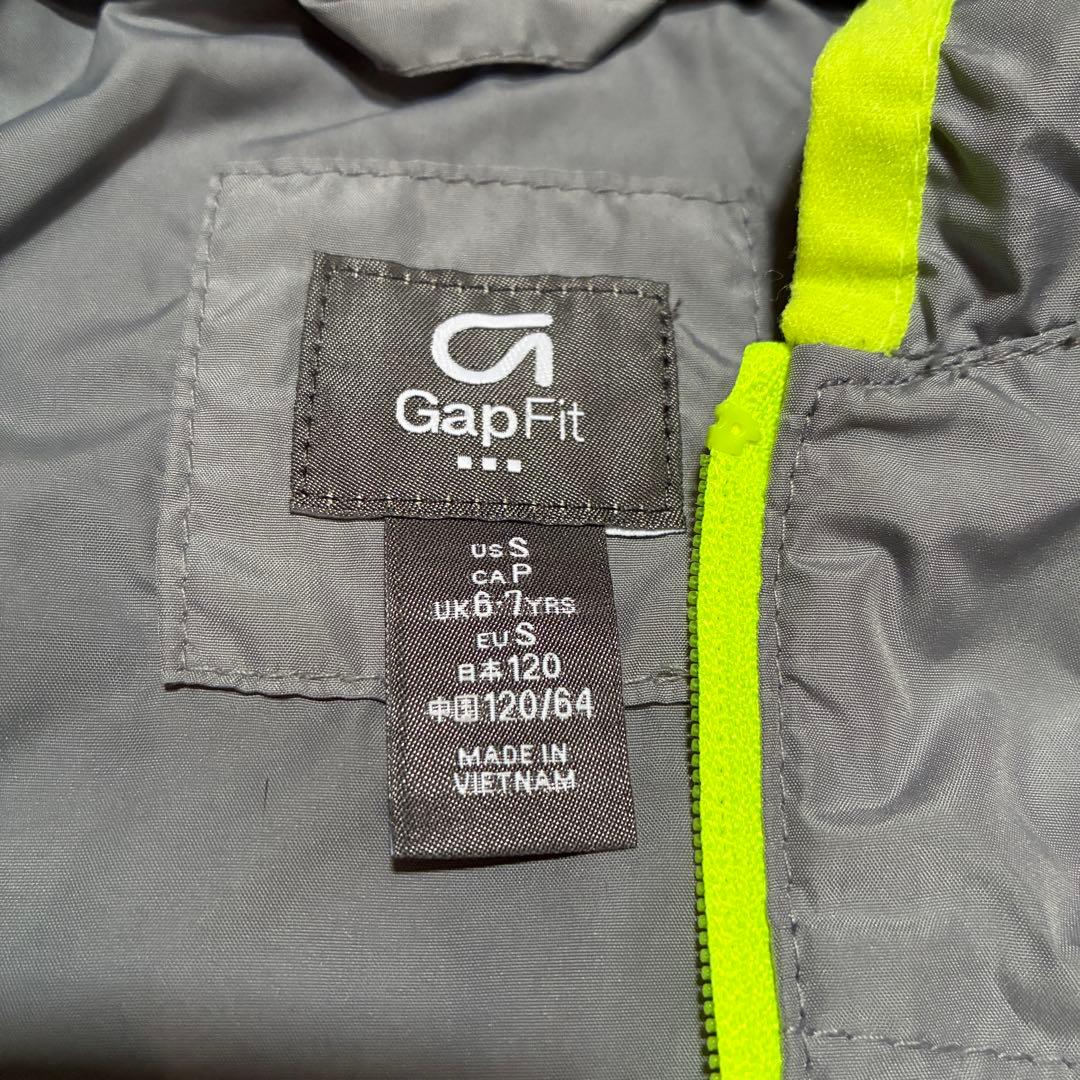 GapFit
US S
CA P
UK 6-7 YRS
EU S
日本 120
中国 120/64
MADE IN
VIETNAM